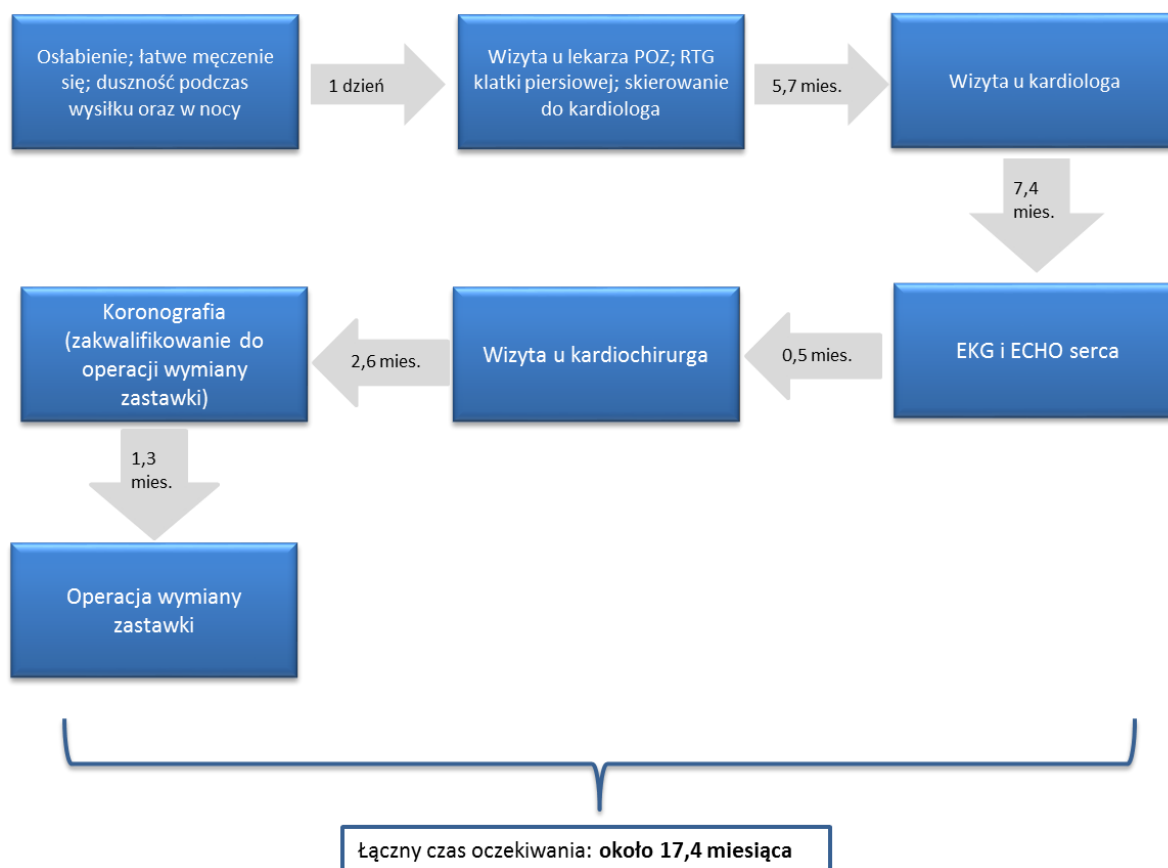 Osłabienie; łatwe męczenie
się; duszność podczas
wysiłku oraz w nocy
1 dzień
Wizyta u lekarza POZ; RTG
klatki piersiowej; skierowanie
do kardiologa
5,7 mies.
Wizyta u kardiologa
7,4
mies.
EKG i ECHO serca
0,5 mies.
Wizyta u kardiochirurga
2,6 mies.
Koronografia
(zakwalifikowanie do
operacji wymiany
zastawki)
1,3
mies.
Operacja wymiany
zastawki
Łączny czas oczekiwania: około 17,4 miesiąca